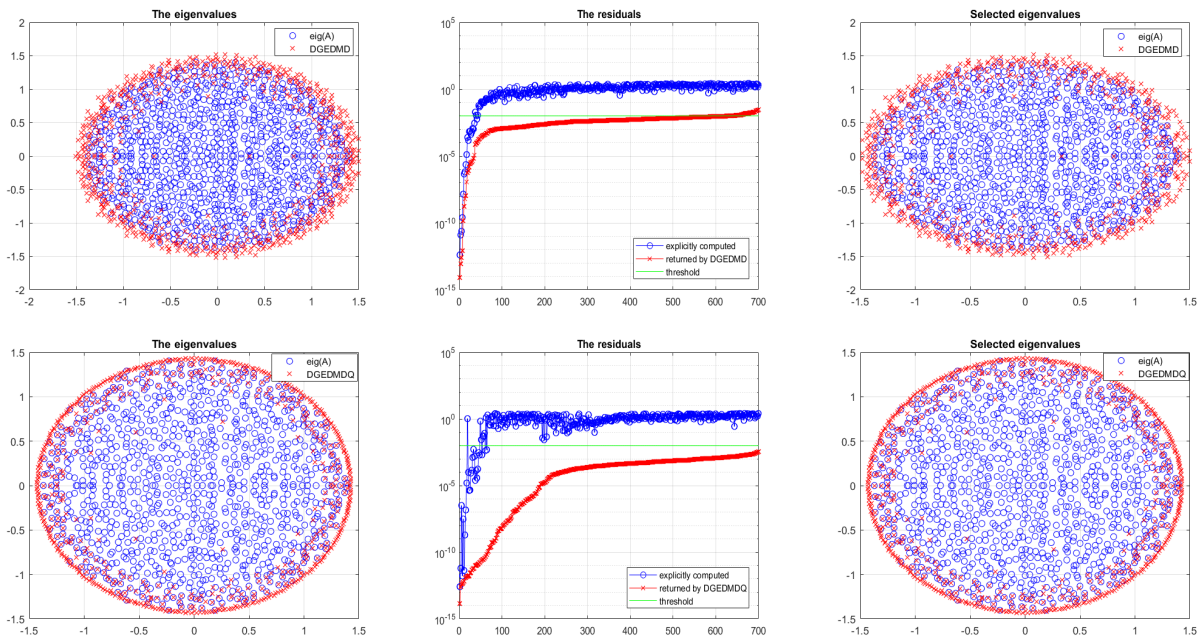 The eigenvalues
eig(A)
DGEDMD
2
1.5
1
0.5
0
-0.5
-1
-1.5
-2
-2 -1.5 -1 -0.5 0 0.5 1 1.5
The residuals
10^5
10^0
10^-5
10^-10
10^-15
explicitly computed
returned by DGEDMD
threshold
0 100 200 300 400 500 600 700
Selected eigenvalues
eig(A)
DGEDMD
2
1.5
1
0.5
0
-0.5
-1
-1.5
-2
-1.5 -1 -0.5 0 0.5 1 1.5
The eigenvalues
eig(A)
DGEDMDQ
1.5
1
0.5
0
-0.5
-1
-1.5
-1.5 -1 -0.5 0 0.5 1 1.5
The residuals
10^5
10^0
10^-5
10^-10
10^-15
explicitly computed
returned by DGEDMDQ
threshold
0 100 200 300 400 500 600 700
Selected eigenvalues
eig(A)
DGEDMDQ
1.5
1
0.5
0
-0.5
-1
-1.5
-1.5 -1 -0.5 0 0.5 1 1.5